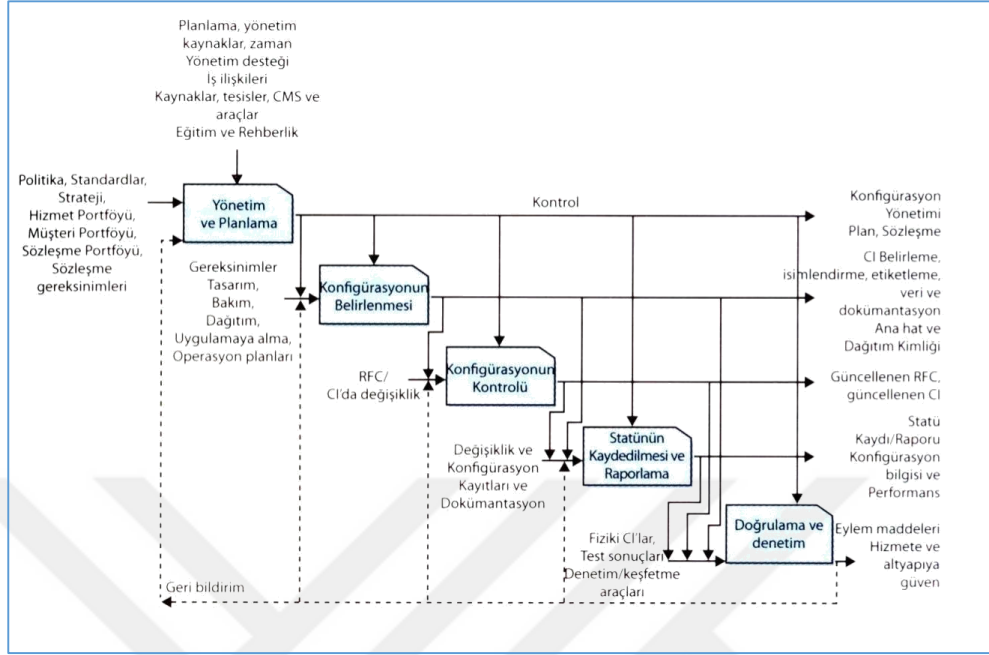 Planlama, yönetim
kaynaklar, zaman
Yönetim desteği
İş ilişkileri
Kaynaklar, tesisler, CMS ve
araçlar
Eğitim ve Rehberlik
Politika, Standardlar,
Strateji,
Hizmet Portföyü,
Müşteri Portföyü,
Sözleşme Portföyü,
Sözleşme
gereksinimleri
Yönetim
ve Planlama
Kontrol
Konfigürasyon
Yönetimi
Plan, Sözleşme
Gereksinimler
Tasarım,
Bakım,
Dağıtım,
Uygulamaya alma,
Operasyon planları
Konfigürasyonun
Belirlenmesi
CI Belirleme,
isimlendirme, etiketleme,
veri ve
dokümantasyon
Ana hat ve
Dağıtım Kimliği
RFC/
CI'da değişiklik
Konfigürasyonun
Kontrolü
Güncellenen RFC,
güncellenen CI
Değişiklik ve
Konfigürasyon
Kayıtları ve
Dokümantasyon
Statünün
Kaydedilmesi ve
Raporlama
Statü
Kaydı/Raporu
Konfigürasyon
bilgisi ve
Performans
Fiziki CI'lar,
Test sonuçları
Denetim/keşfetme
araçları
Doğrulama ve
denetim
Eylem maddeleri
Hizmete ve
altyapıya
güven
Geri bildirim